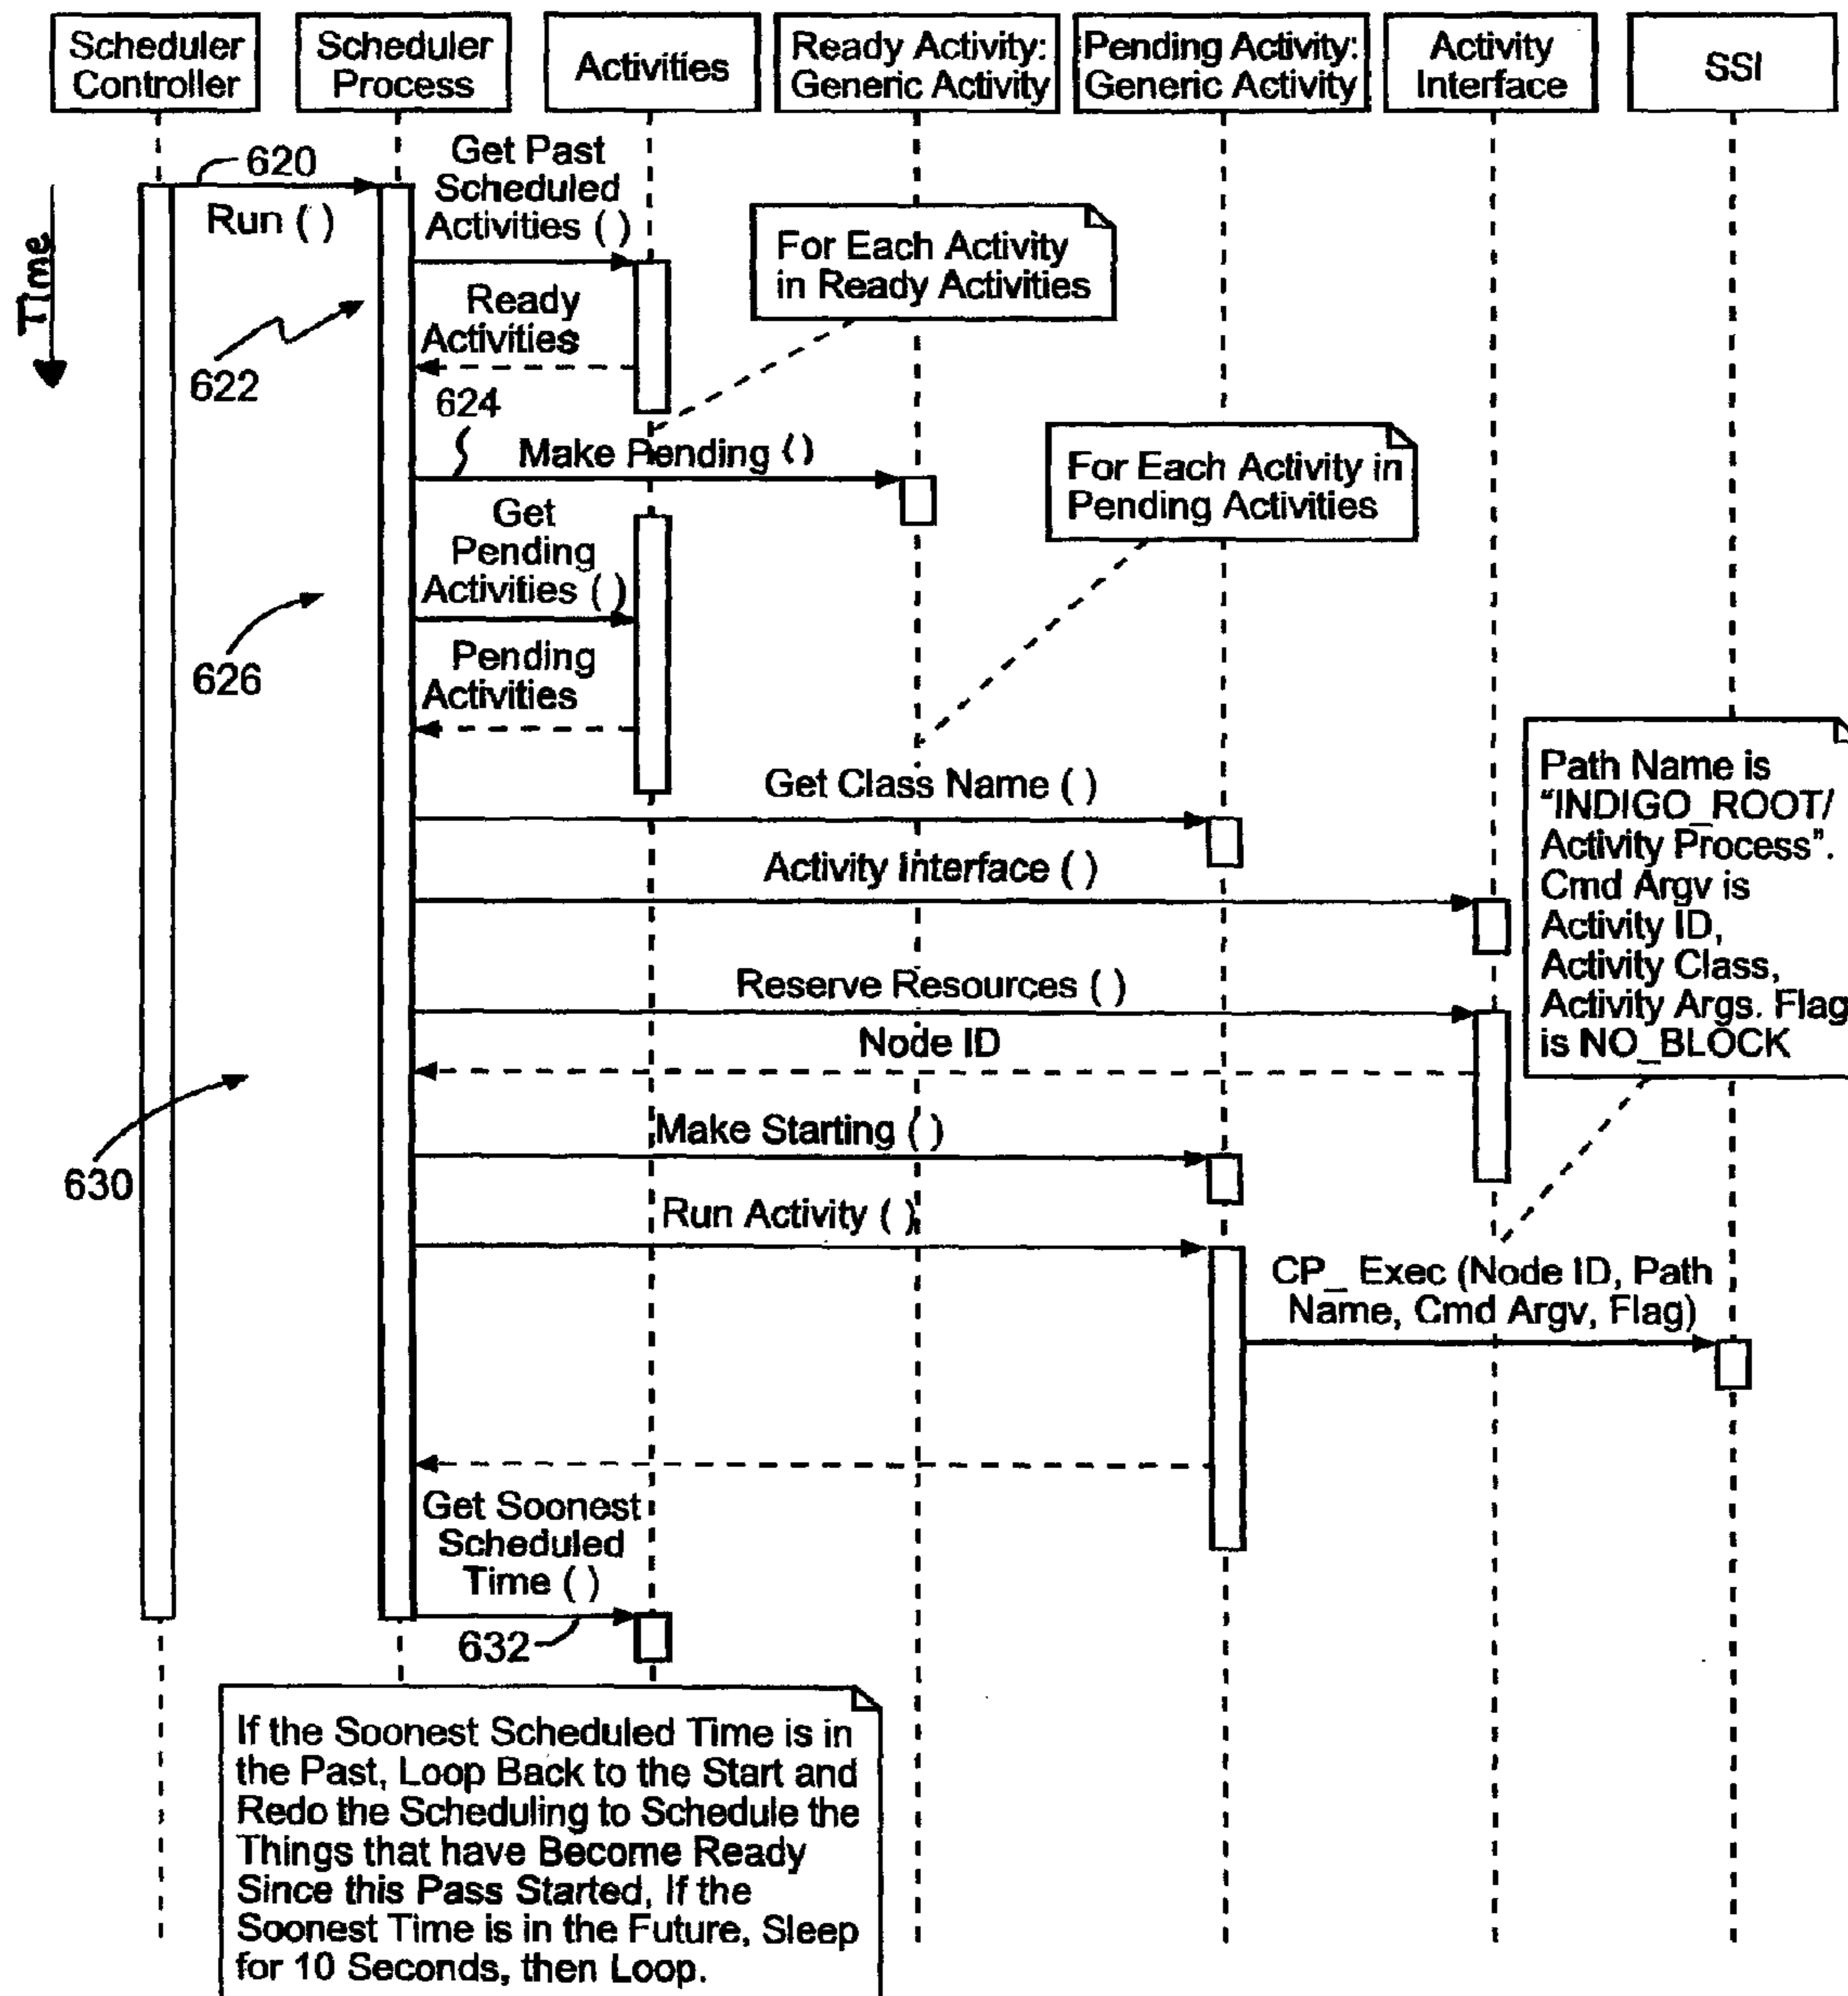 Scheduler
Controller
Scheduler
Process
Activities
Ready Activity:
Generic Activity
Pending Activity:
Generic Activity
Activity
Interface
SSI
Time
620
Run ( )
Get Past
Scheduled
Activities ( )
For Each Activity
in Ready Activities
622
Ready
Activities
624
Make Pending ()
For Each Activity in
Pending Activities
Get
Pending
Activities ( )
626
Pending
Activities
Get Class Name ( )
Activity Interface ( )
Path Name is
“INDIGO_ROOT/
Activity Process”.
Cmd Argv is
Activity ID,
Activity Class,
Activity Args. Flag
is NO_BLOCK
Reserve Resources ( )
Node ID
630
Make Starting ( )
Run Activity ( )
CP_ Exec (Node ID, Path
Name, Cmd Argv, Flag)
Get Soonest
Scheduled
Time ( )
632
If the Soonest Scheduled Time is in
the Past, Loop Back to the Start and
Redo the Scheduling to Schedule the
Things that have Become Ready
Since this Pass Started, If the
Soonest Time is in the Future, Sleep
for 10 Seconds, then Loop.